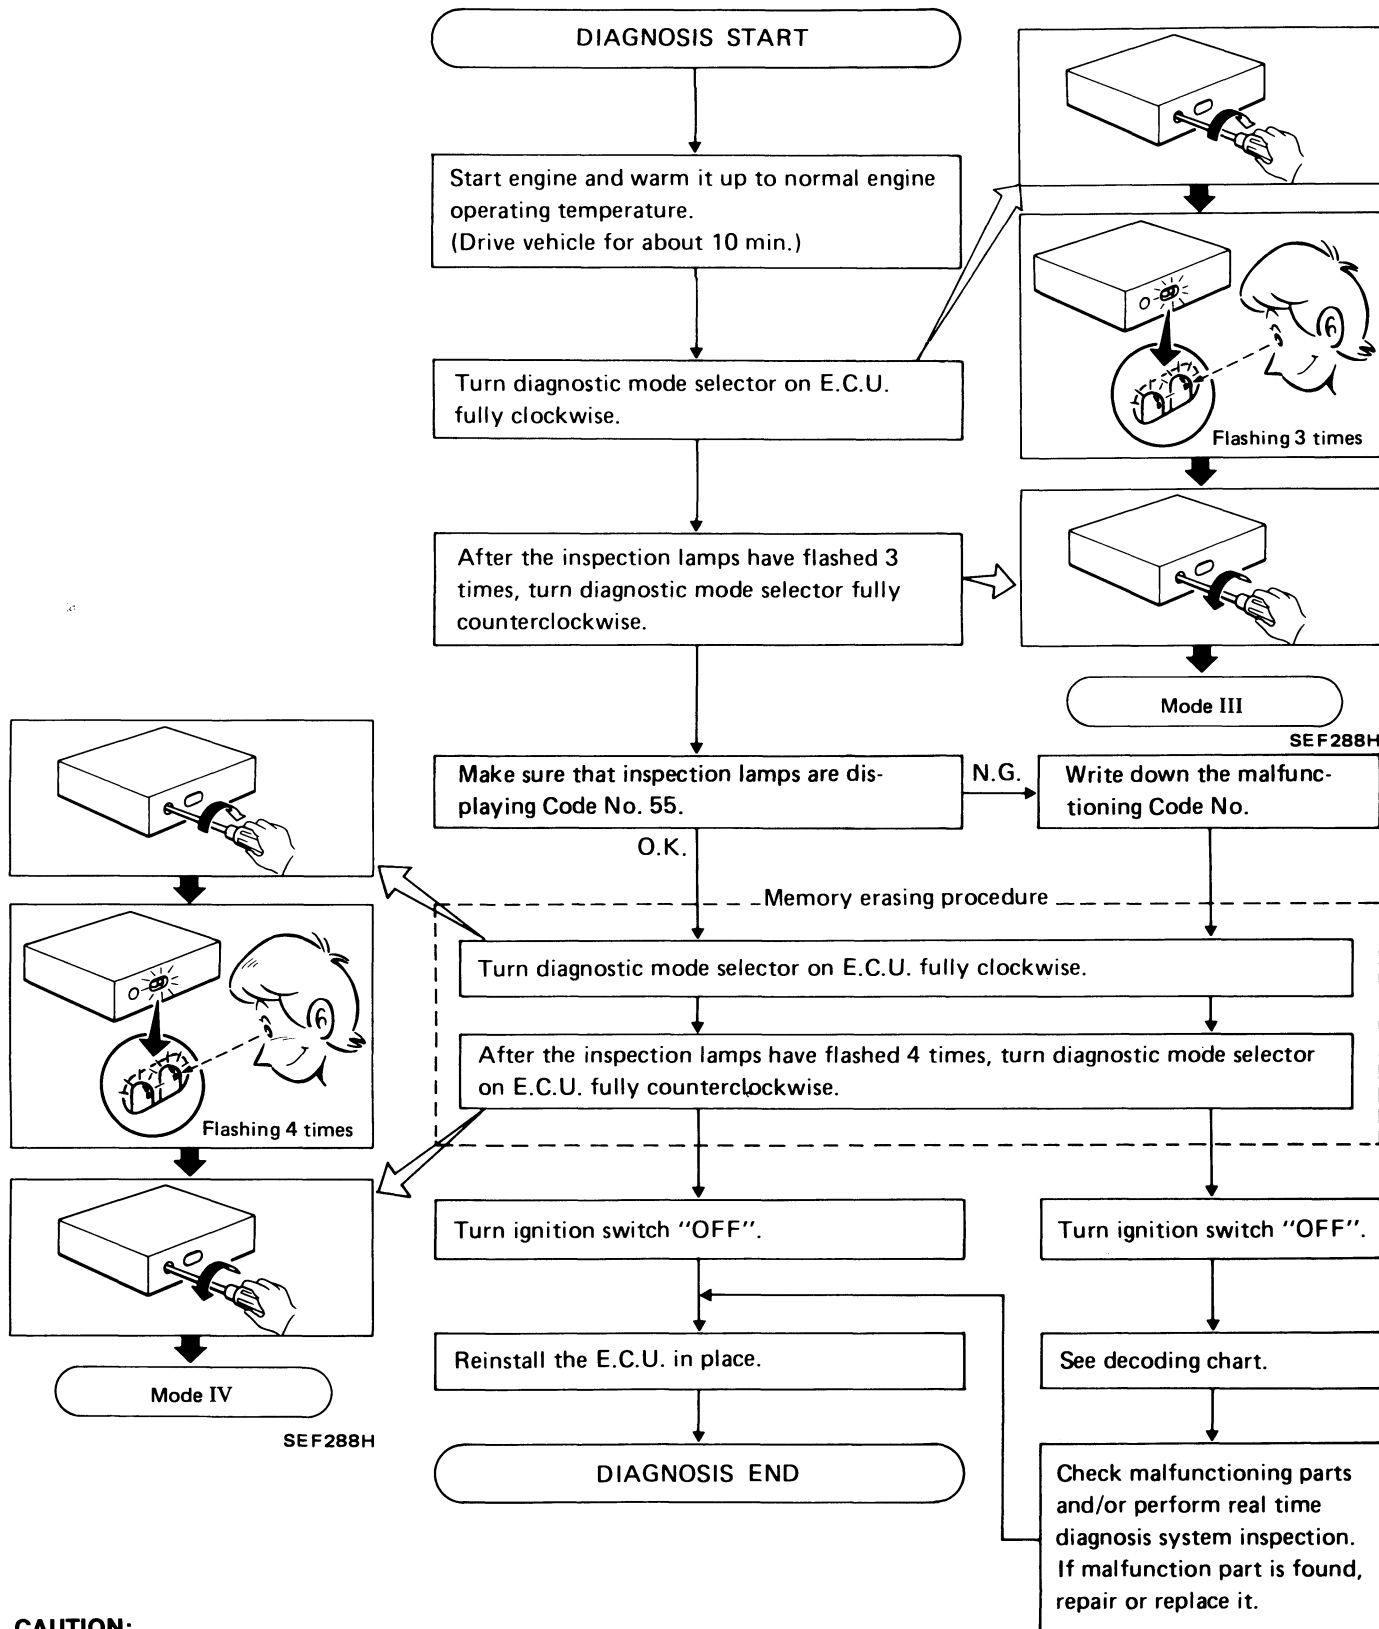 DIAGNOSIS START
Start engine and warm it up to normal engine
operating temperature.
(Drive vehicle for about 10 min.)
Turn diagnostic mode selector on E.C.U.
fully clockwise.
Flashing 3 times
After the inspection lamps have flashed 3
times, turn diagnostic mode selector fully
counterclockwise.
Mode III
SEF288H
Make sure that inspection lamps are dis-
playing Code No. 55.
N.G.
Write down the malfunc-
tioning Code No.
O.K.
Memory erasing procedure
Turn diagnostic mode selector on E.C.U. fully clockwise.
After the inspection lamps have flashed 4 times, turn diagnostic mode selector
on E.C.U. fully counterclockwise.
Flashing 4 times
Mode IV
SEF288H
Turn ignition switch "OFF".
Turn ignition switch "OFF".
Reinstall the E.C.U. in place.
See decoding chart.
DIAGNOSIS END
Check malfunctioning parts
and/or perform real time
diagnosis system inspection.
If malfunction part is found,
repair or replace it.
CAUTION: